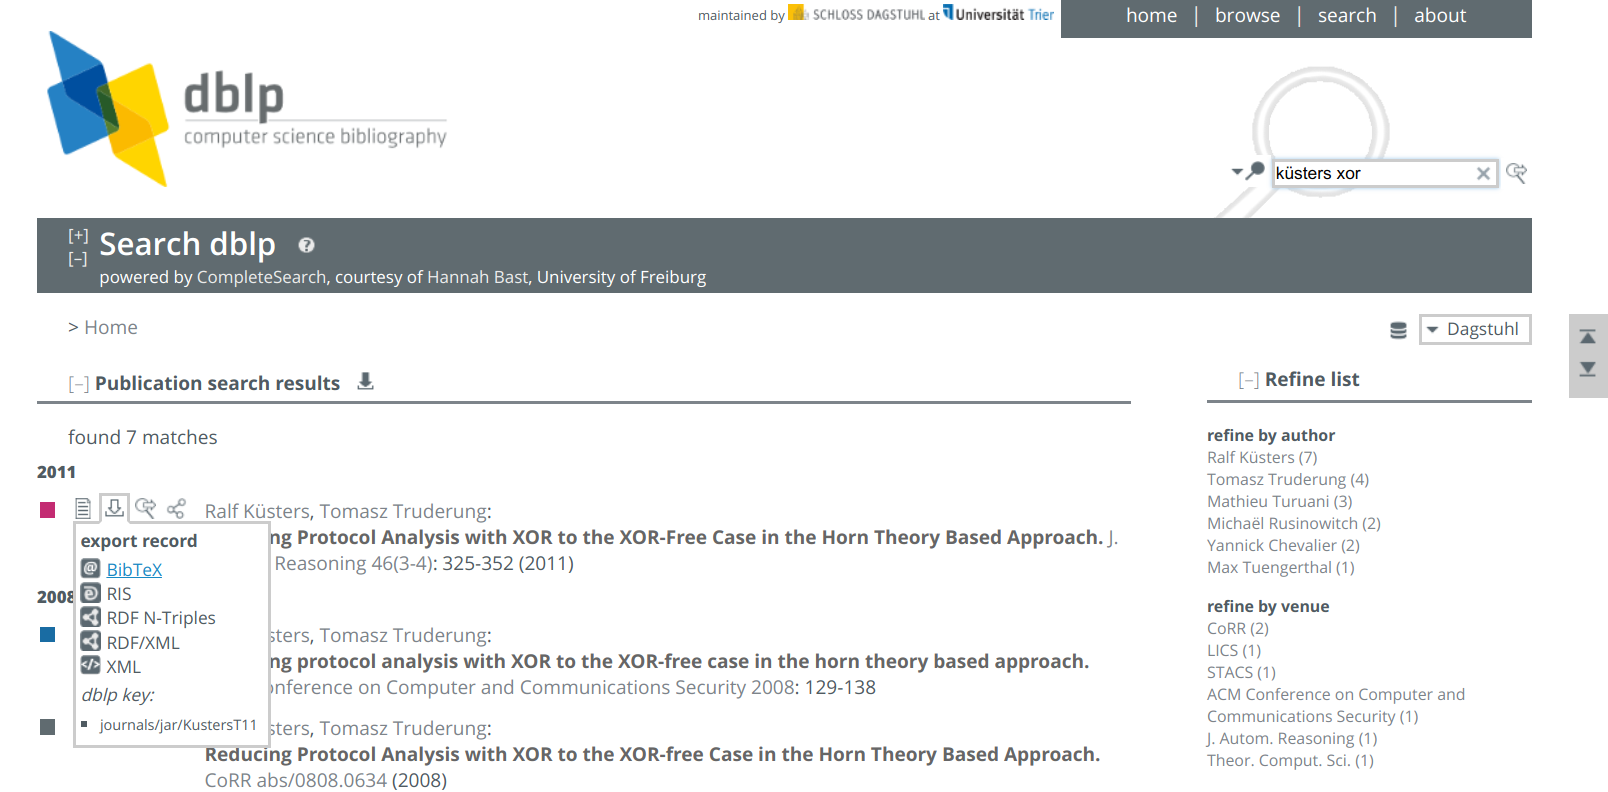 maintained by SCHLOSS DAGSTUHL at Universität Trier
home | browse | search | about
dblp
computer science bibliography
küsters xor
[+]
[–]
Search dblp ?
powered by CompleteSearch, courtesy of Hannah Bast, University of Freiburg
> Home
Dagstuhl
[–] Publication search results
found 7 matches
2011
Ralf Küsters, Tomasz Truderung:
ng Protocol Analysis with XOR to the XOR-Free Case in the Horn Theory Based Approach. J.
Reasoning 46(3-4): 325-352 (2011)
export record
BibTeX
RIS
RDF N-Triples
RDF/XML
XML
dblp key:
journals/jar/KustersT11
2008
sters, Tomasz Truderung:
ng protocol analysis with XOR to the XOR-free case in the horn theory based approach.
onference on Computer and Communications Security 2008: 129-138
sters, Tomasz Truderung:
Reducing Protocol Analysis with XOR to the XOR-free Case in the Horn Theory Based Approach.
CoRR abs/0808.0634 (2008)
[–] Refine list
refine by author
Ralf Küsters (7)
Tomasz Truderung (4)
Mathieu Turuani (3)
Michaël Rusinowitch (2)
Yannick Chevalier (2)
Max Tuengerthal (1)
refine by venue
CoRR (2)
LICS (1)
STACS (1)
ACM Conference on Computer and
Communications Security (1)
J. Autom. Reasoning (1)
Theor. Comput. Sci. (1)